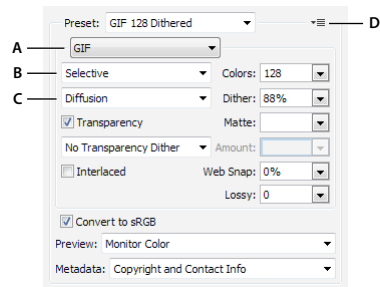 Preset: GIF 128 Dithered D
A GIF
B Selective Colors: 128
C Diffusion Dither: 88%
Transparency Matte:
No Transparency Dither Amount:
Interlaced Web Snap: 0%
Lossy: 0
Convert to sRGB
Preview: Monitor Color
Metadata: Copyright and Contact Info